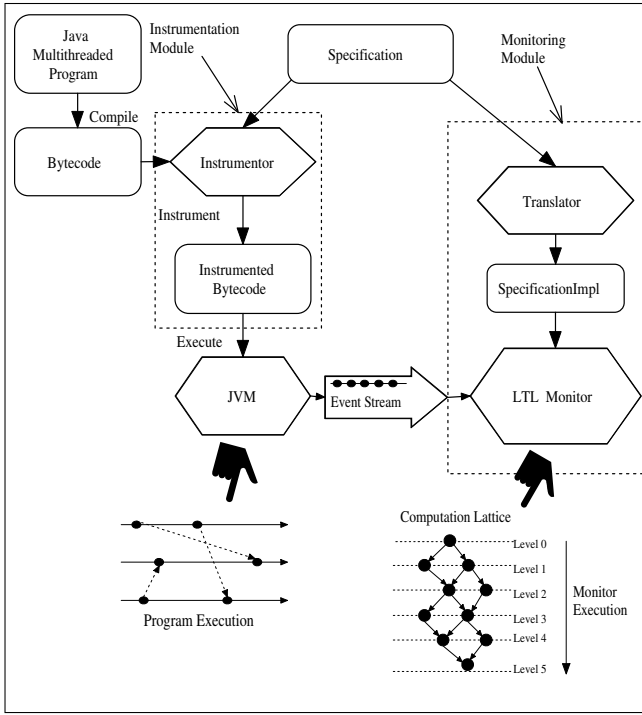 Java
Multithreaded
Program
Instrumentation
Module
Specification
Monitoring
Module
Compile
Bytecode
Instrumentor
Translator
Instrument
Instrumented
Bytecode
SpecificationImpl
Execute
JVM
Event Stream
LTL Monitor
Computation Lattice
Level 0
Level 1
Level 2
Level 3
Level 4
Level 5
Monitor
Execution
Program Execution